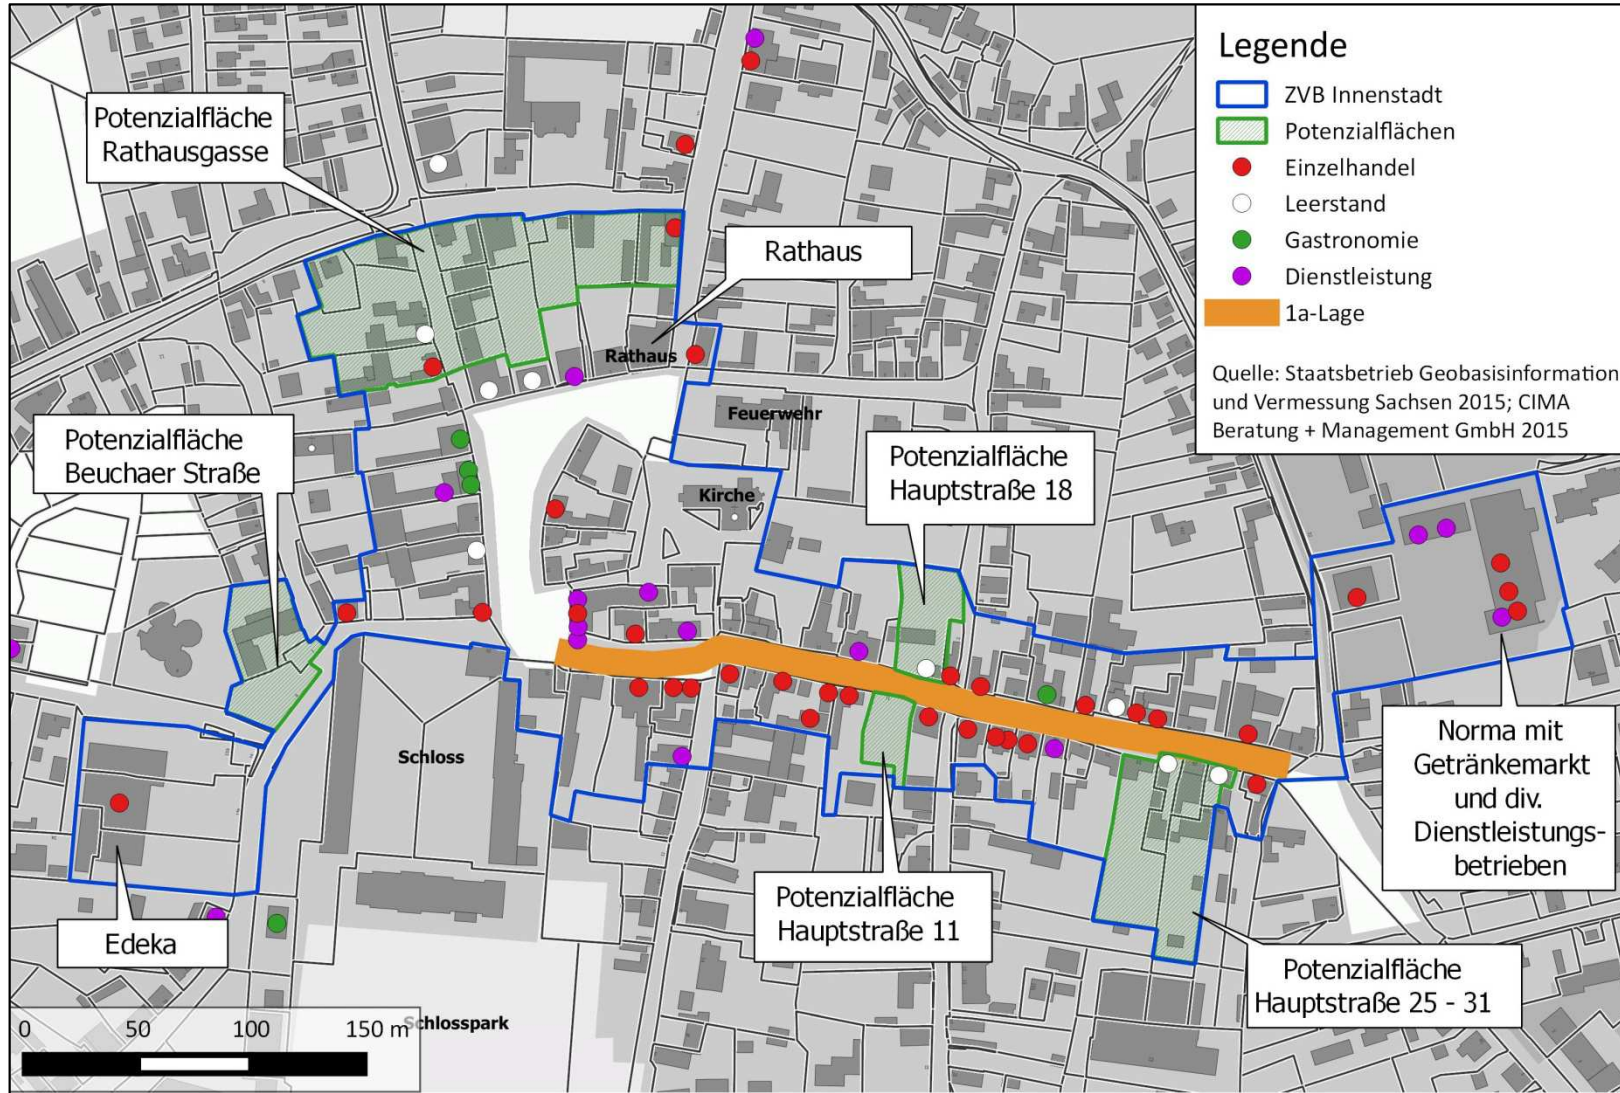 Potenzialfläche
Rathausgasse
Rathaus
Rathaus
Feuerwehr
Kirche
Potenzialfläche
Beuchaer Straße
Potenzialfläche
Hauptstraße 18
Schloss
Edeka
Potenzialfläche
Hauptstraße 11
Potenzialfläche
Hauptstraße 25 - 31
Norma mit
Getränkemarkt
und div.
Dienstleistungs-
betrieben
Schlosspark
0 50 100 150 m
Legende
ZVB Innenstadt
Potenzialflächen
Einzelhandel
Leerstand
Gastronomie
Dienstleistung
1a-Lage
Quelle: Staatsbetrieb Geobasisinformation
und Vermessung Sachsen 2015; CIMA
Beratung + Management GmbH 2015